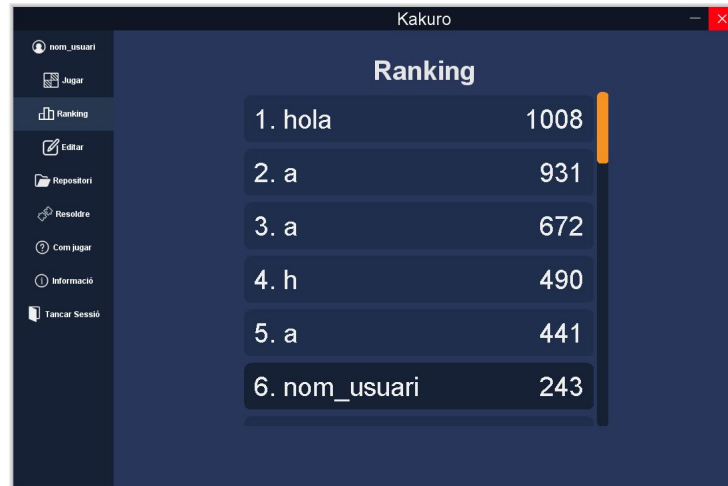 Kakuro
nom_usuari
Jugar
Ranking
Editar
Repositori
Resoldre
Com jugar
Informació
Tancar Sessió
Ranking
1. hola 1008
2. a 931
3. a 672
4. h 490
5. a 441
6. nom_usuari 243